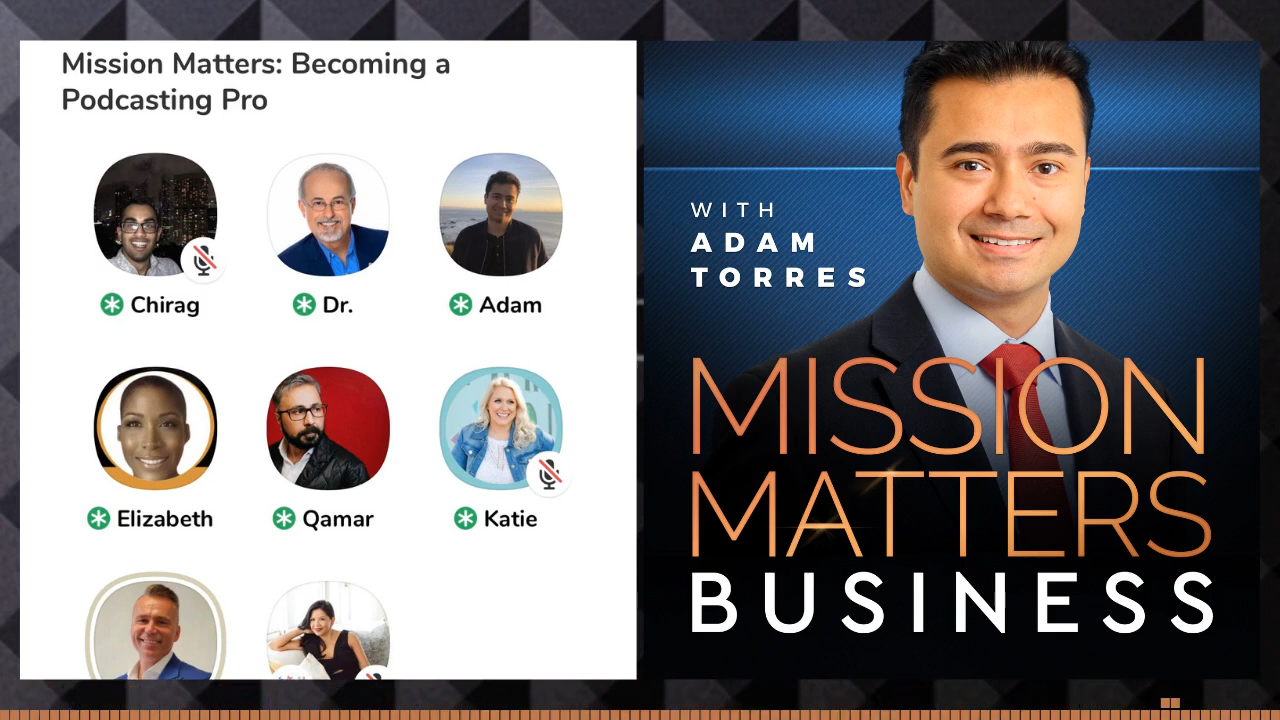 Mission Matters: Becoming a
Podcasting Pro
Chirag
Dr.
Adam
Elizabeth
Qamar
Katie
WITH
ADAM
TORRES
MISSION
MATTERS
BUSINESS